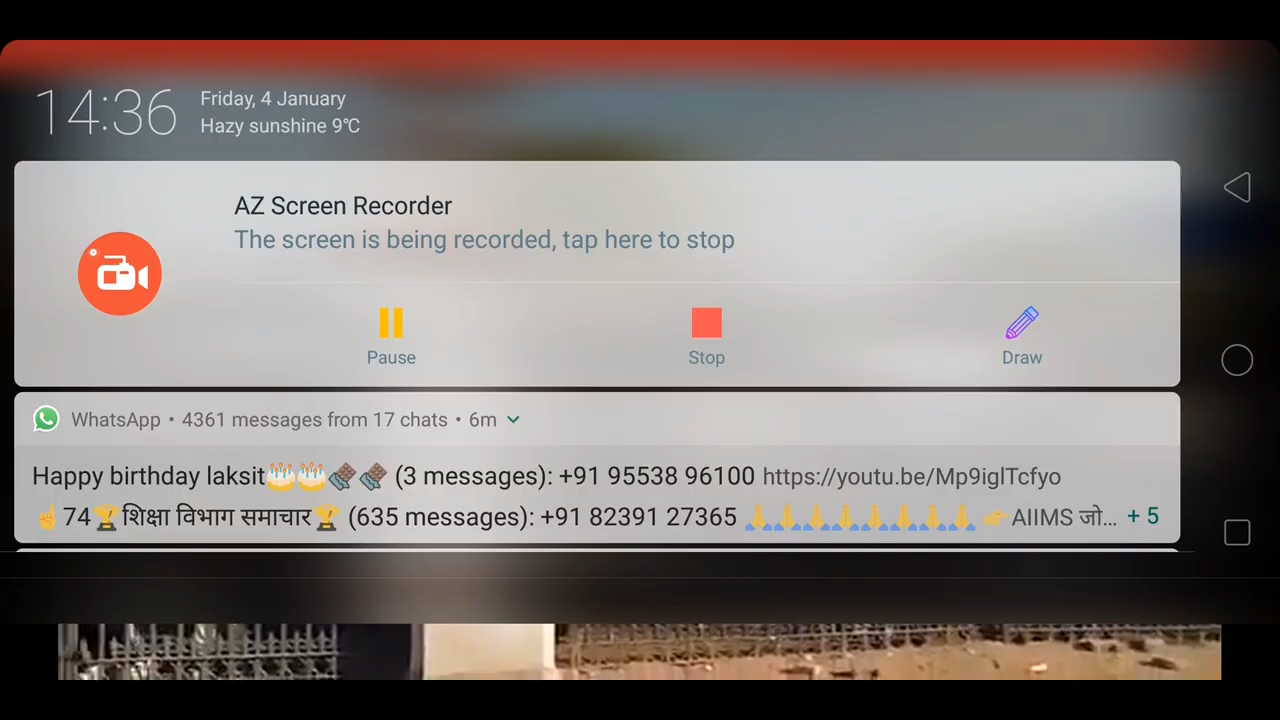 14:36
Friday, 4 January
Hazy sunshine 9℃
AZ Screen Recorder
The screen is being recorded, tap here to stop
Pause
Stop
Draw
WhatsApp • 4361 messages from 17 chats • 6m
Happy birthday laksit🎂🎂🍫🍫 (3 messages): +91 95538 96100 https://youtu.be/Mp9iglTcfyo
☝74🏆शिक्षा विभाग समाचार🏆 (635 messages): +91 82391 27365 🙏🙏🙏🙏🙏🙏🙏🙏 👉AIIMS जो... + 5